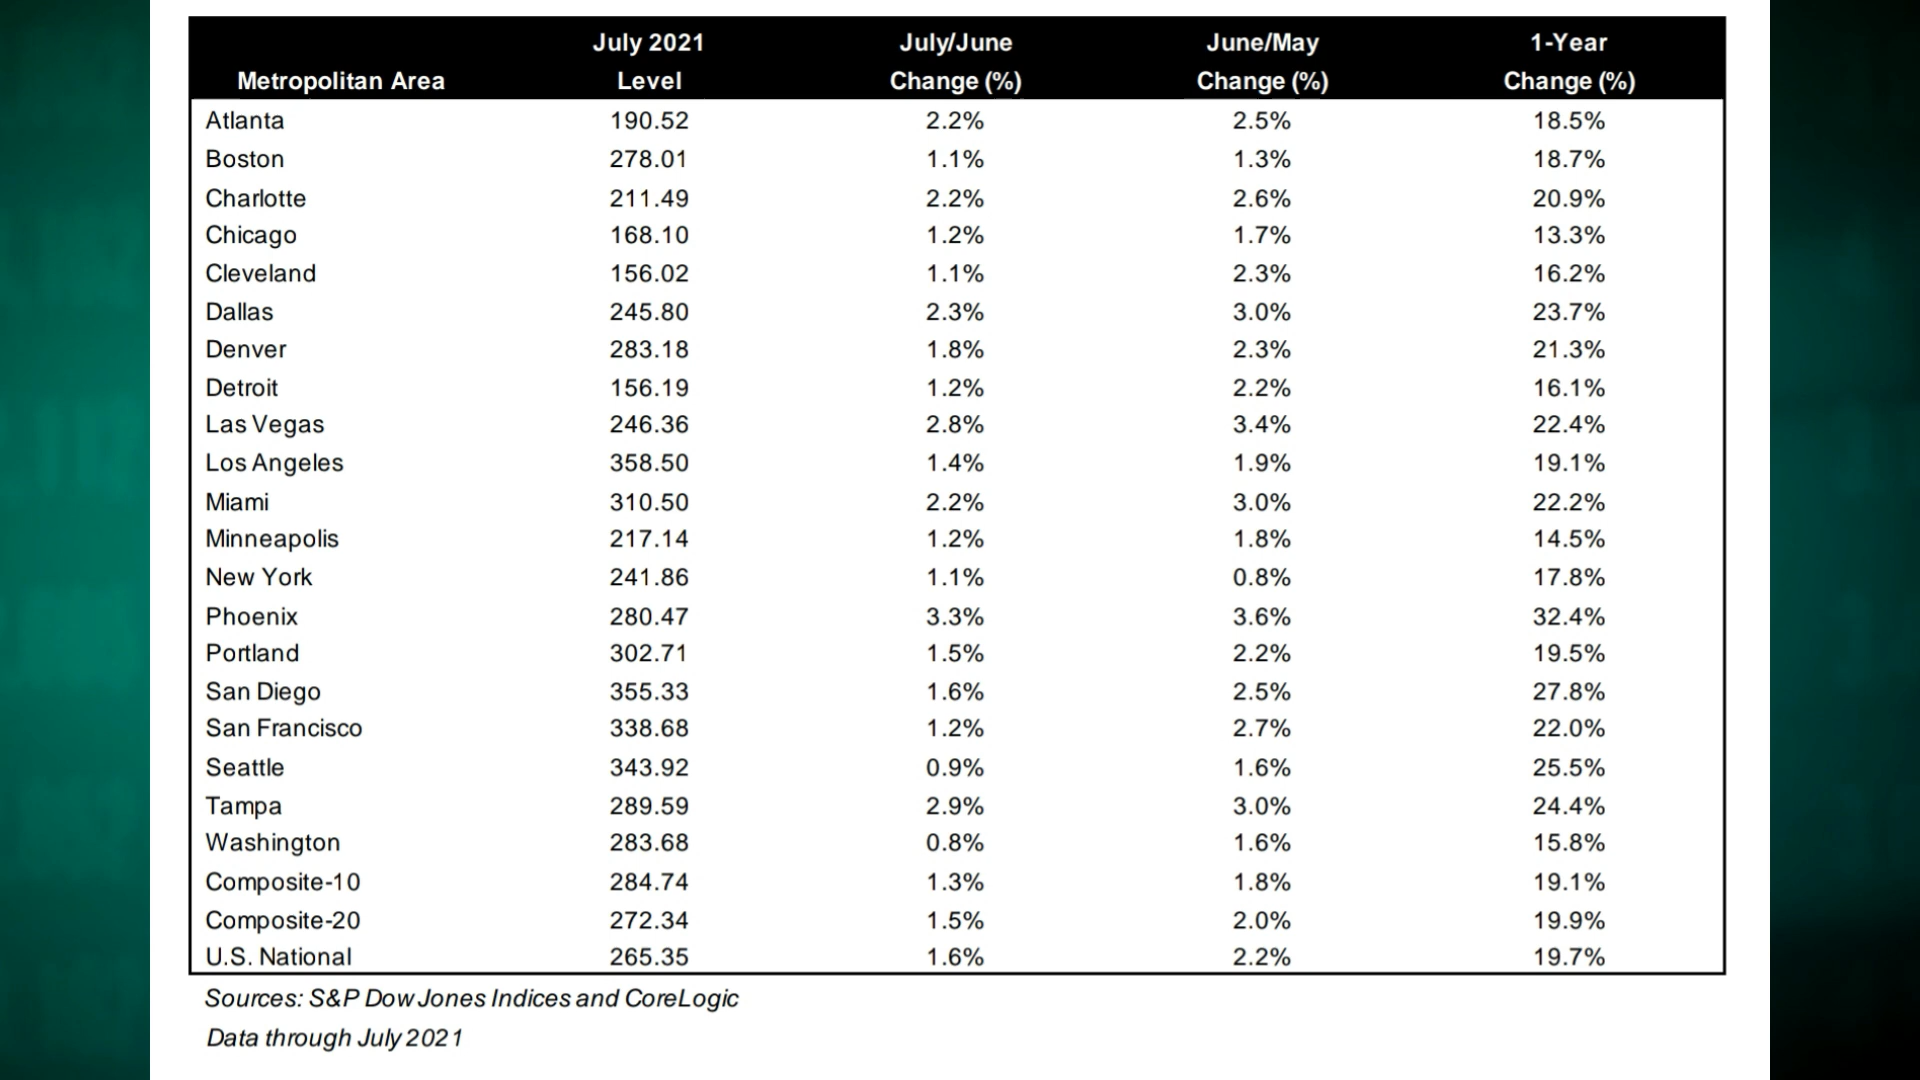 Metropolitan Area July 2021 Level July/June Change (%) June/May Change (%) 1-Year Change (%)
Atlanta 190.52 2.2% 2.5% 18.5%
Boston 278.01 1.1% 1.3% 18.7%
Charlotte 211.49 2.2% 2.6% 20.9%
Chicago 168.10 1.2% 1.7% 13.3%
Cleveland 156.02 1.1% 2.3% 16.2%
Dallas 245.80 2.3% 3.0% 23.7%
Denver 283.18 1.8% 2.3% 21.3%
Detroit 156.19 1.2% 2.2% 16.1%
Las Vegas 246.36 2.8% 3.4% 22.4%
Los Angeles 358.50 1.4% 1.9% 19.1%
Miami 310.50 2.2% 3.0% 22.2%
Minneapolis 217.14 1.2% 1.8% 14.5%
New York 241.86 1.1% 0.8% 17.8%
Phoenix 280.47 3.3% 3.6% 32.4%
Portland 302.71 1.5% 2.2% 19.5%
San Diego 355.33 1.6% 2.5% 27.8%
San Francisco 338.68 1.2% 2.7% 22.0%
Seattle 343.92 0.9% 1.6% 25.5%
Tampa 289.59 2.9% 3.0% 24.4%
Washington 283.68 0.8% 1.6% 15.8%
Composite-10 284.74 1.3% 1.8% 19.1%
Composite-20 272.34 1.5% 2.0% 19.9%
U.S. National 265.35 1.6% 2.2% 19.7%
Sources: S&P Dow Jones Indices and CoreLogic
Data through July 2021